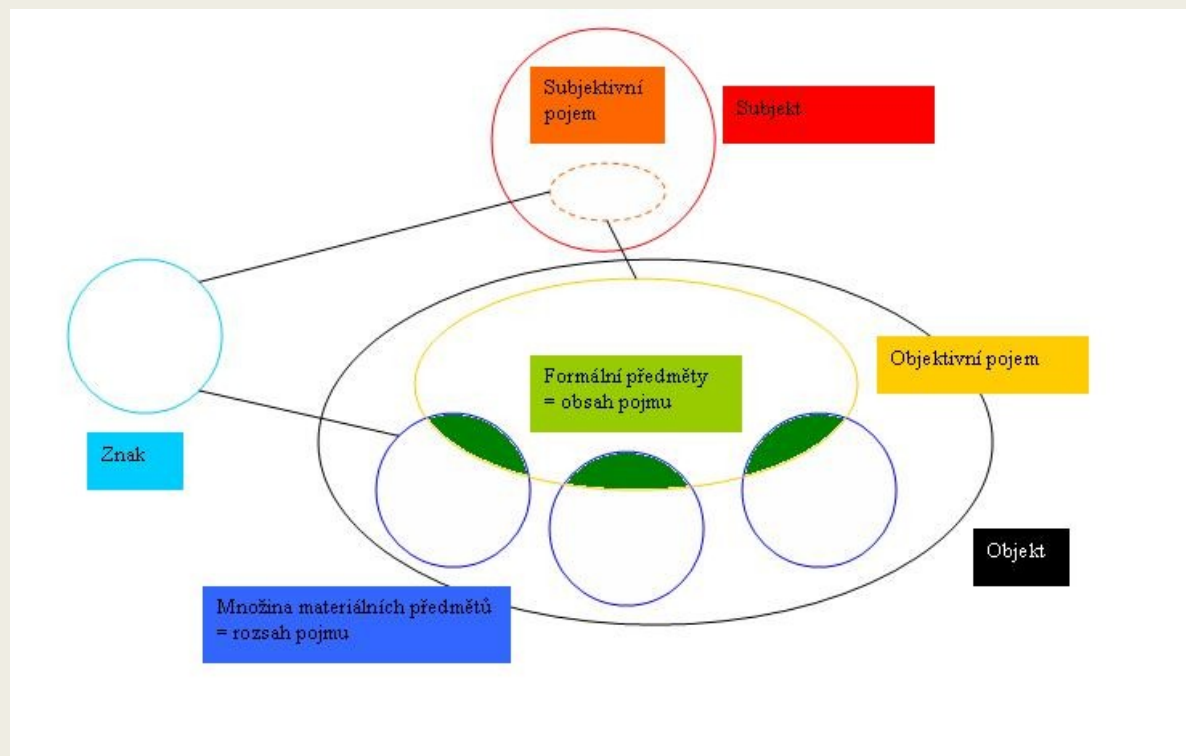 Subjektivní
pojem
Subjekt
Objektivní pojem
Formální předměty
= obsah pojmu
Znak
Objekt
Množina materiálních předmětů
= rozsah pojmu